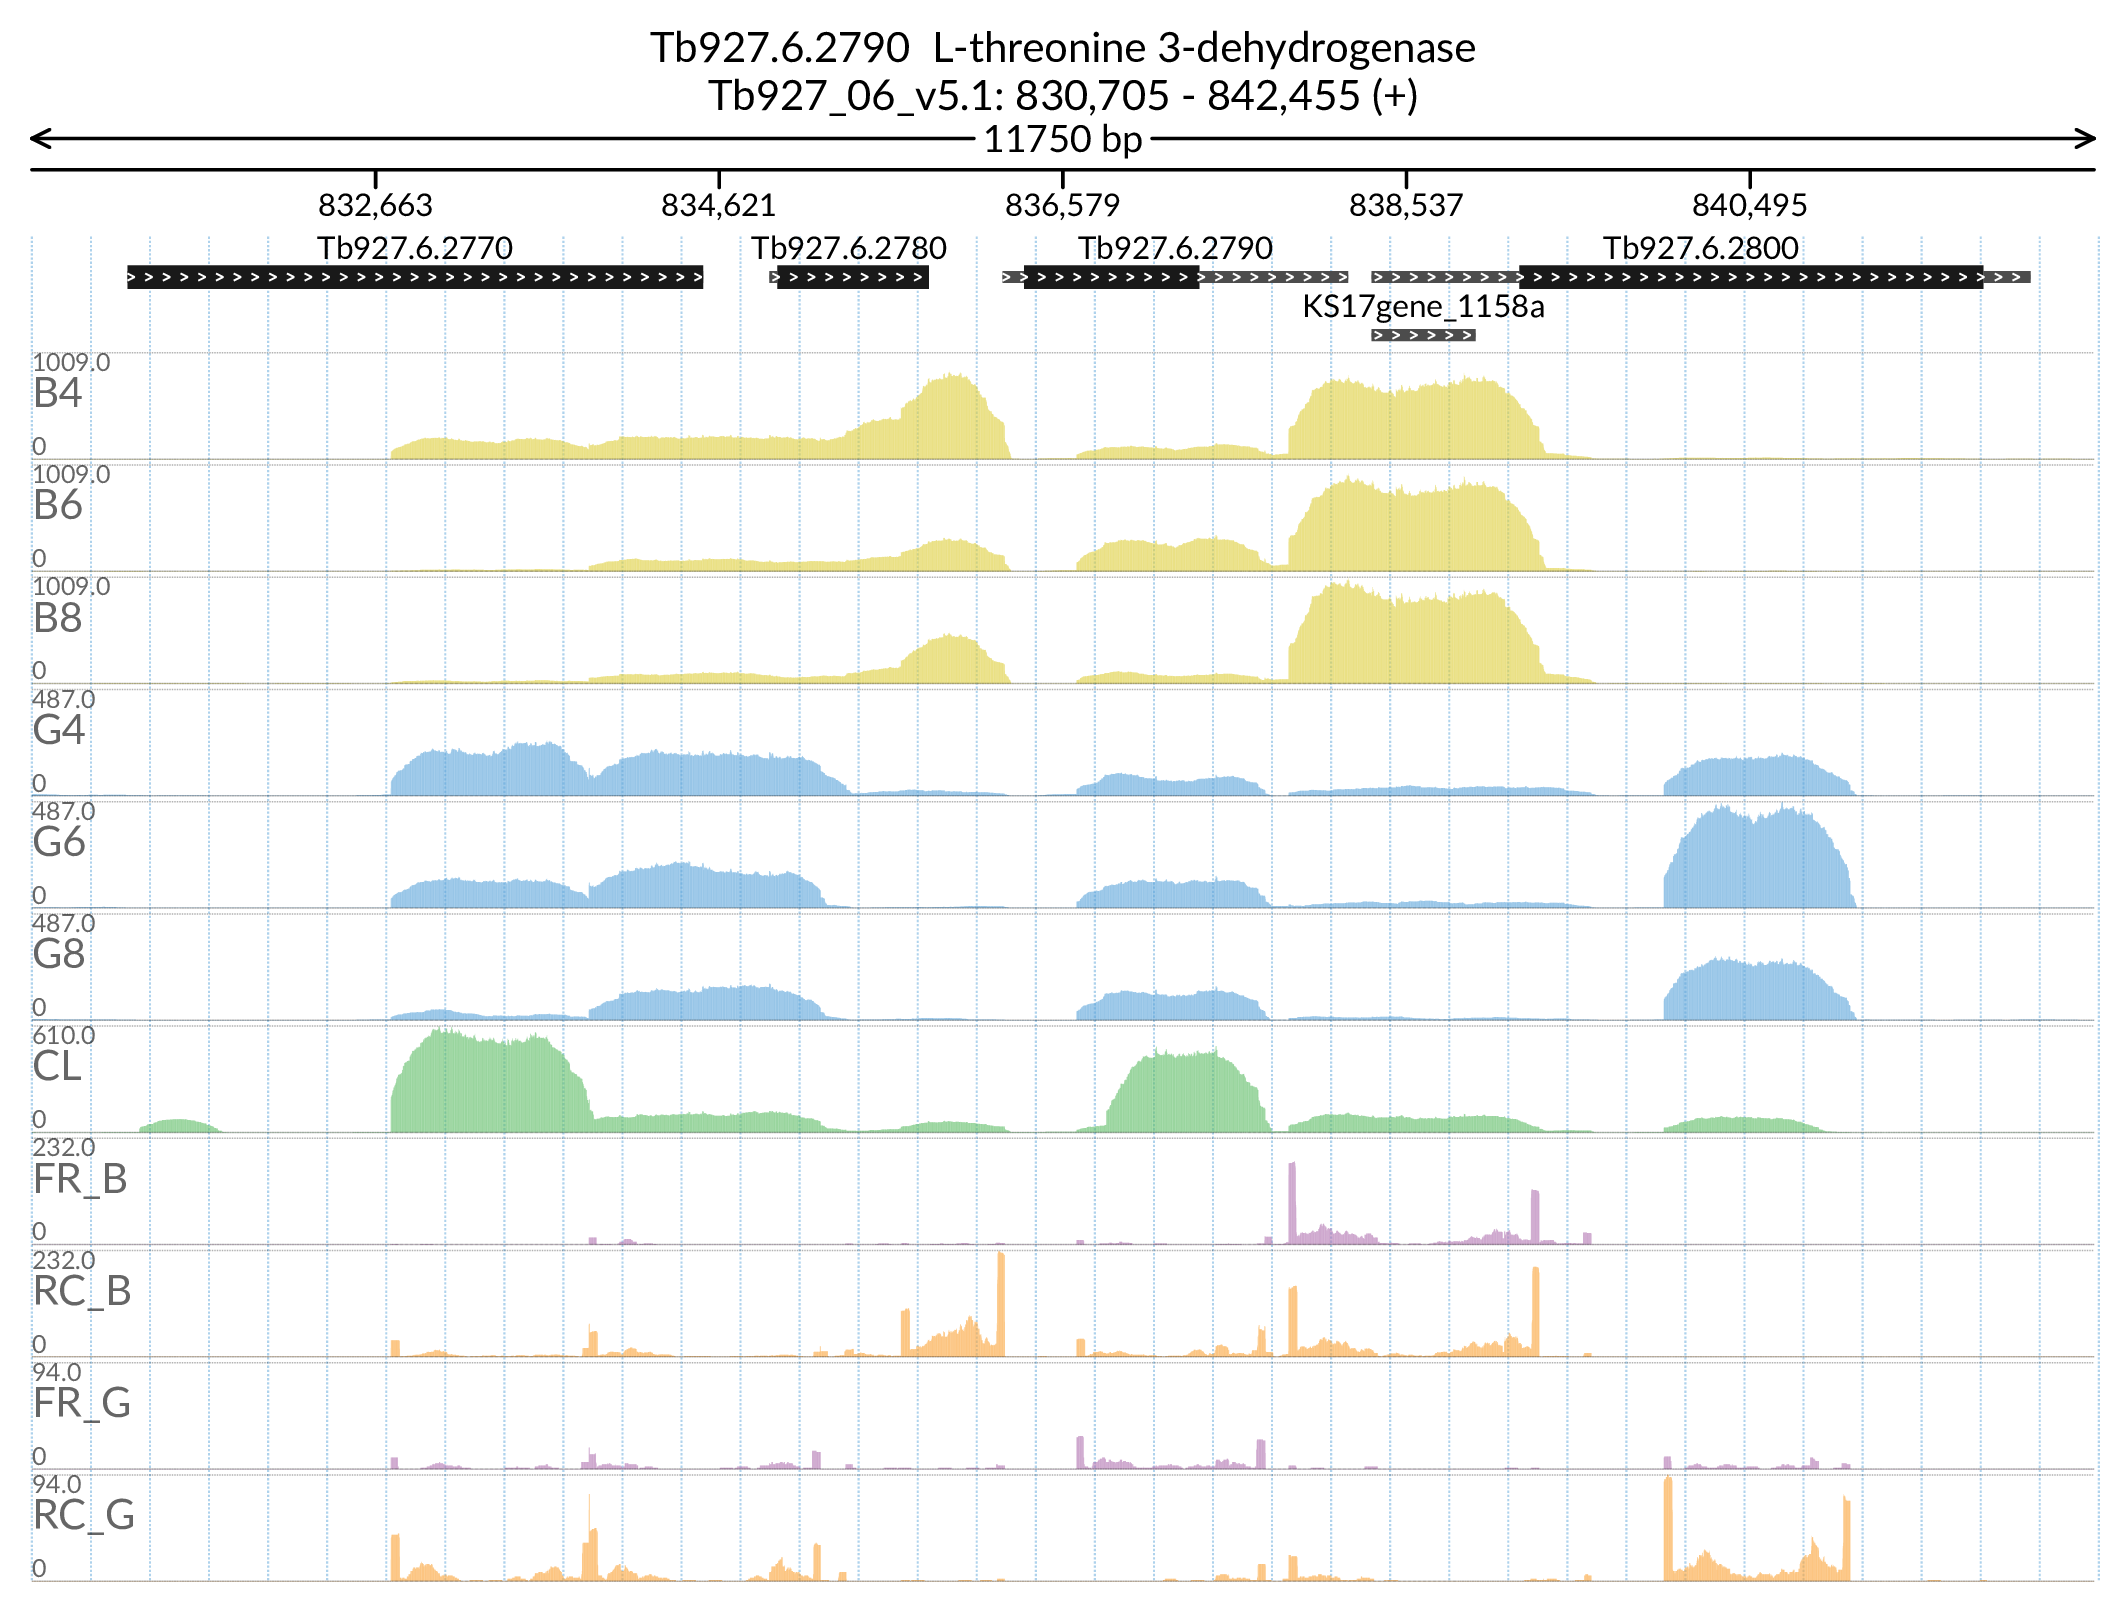 Tb927.6.2790  L-threonine 3-dehydrogenase
Tb927_06_v5.1: 830,705 - 842,455 (+)
11750 bp
832,663 834,621 836,579 838,537 840,495
Tb927.6.2770 Tb927.6.2780 Tb927.6.2790 Tb927.6.2800
KS17gene_1158a
1009.0
B4
0
1009.0
B6
0
1009.0
B8
0
487.0
G4
0
487.0
G6
0
487.0
G8
0
610.0
CL
0
232.0
FR_B
0
232.0
RC_B
0
94.0
FR_G
0
94.0
RC_G
0